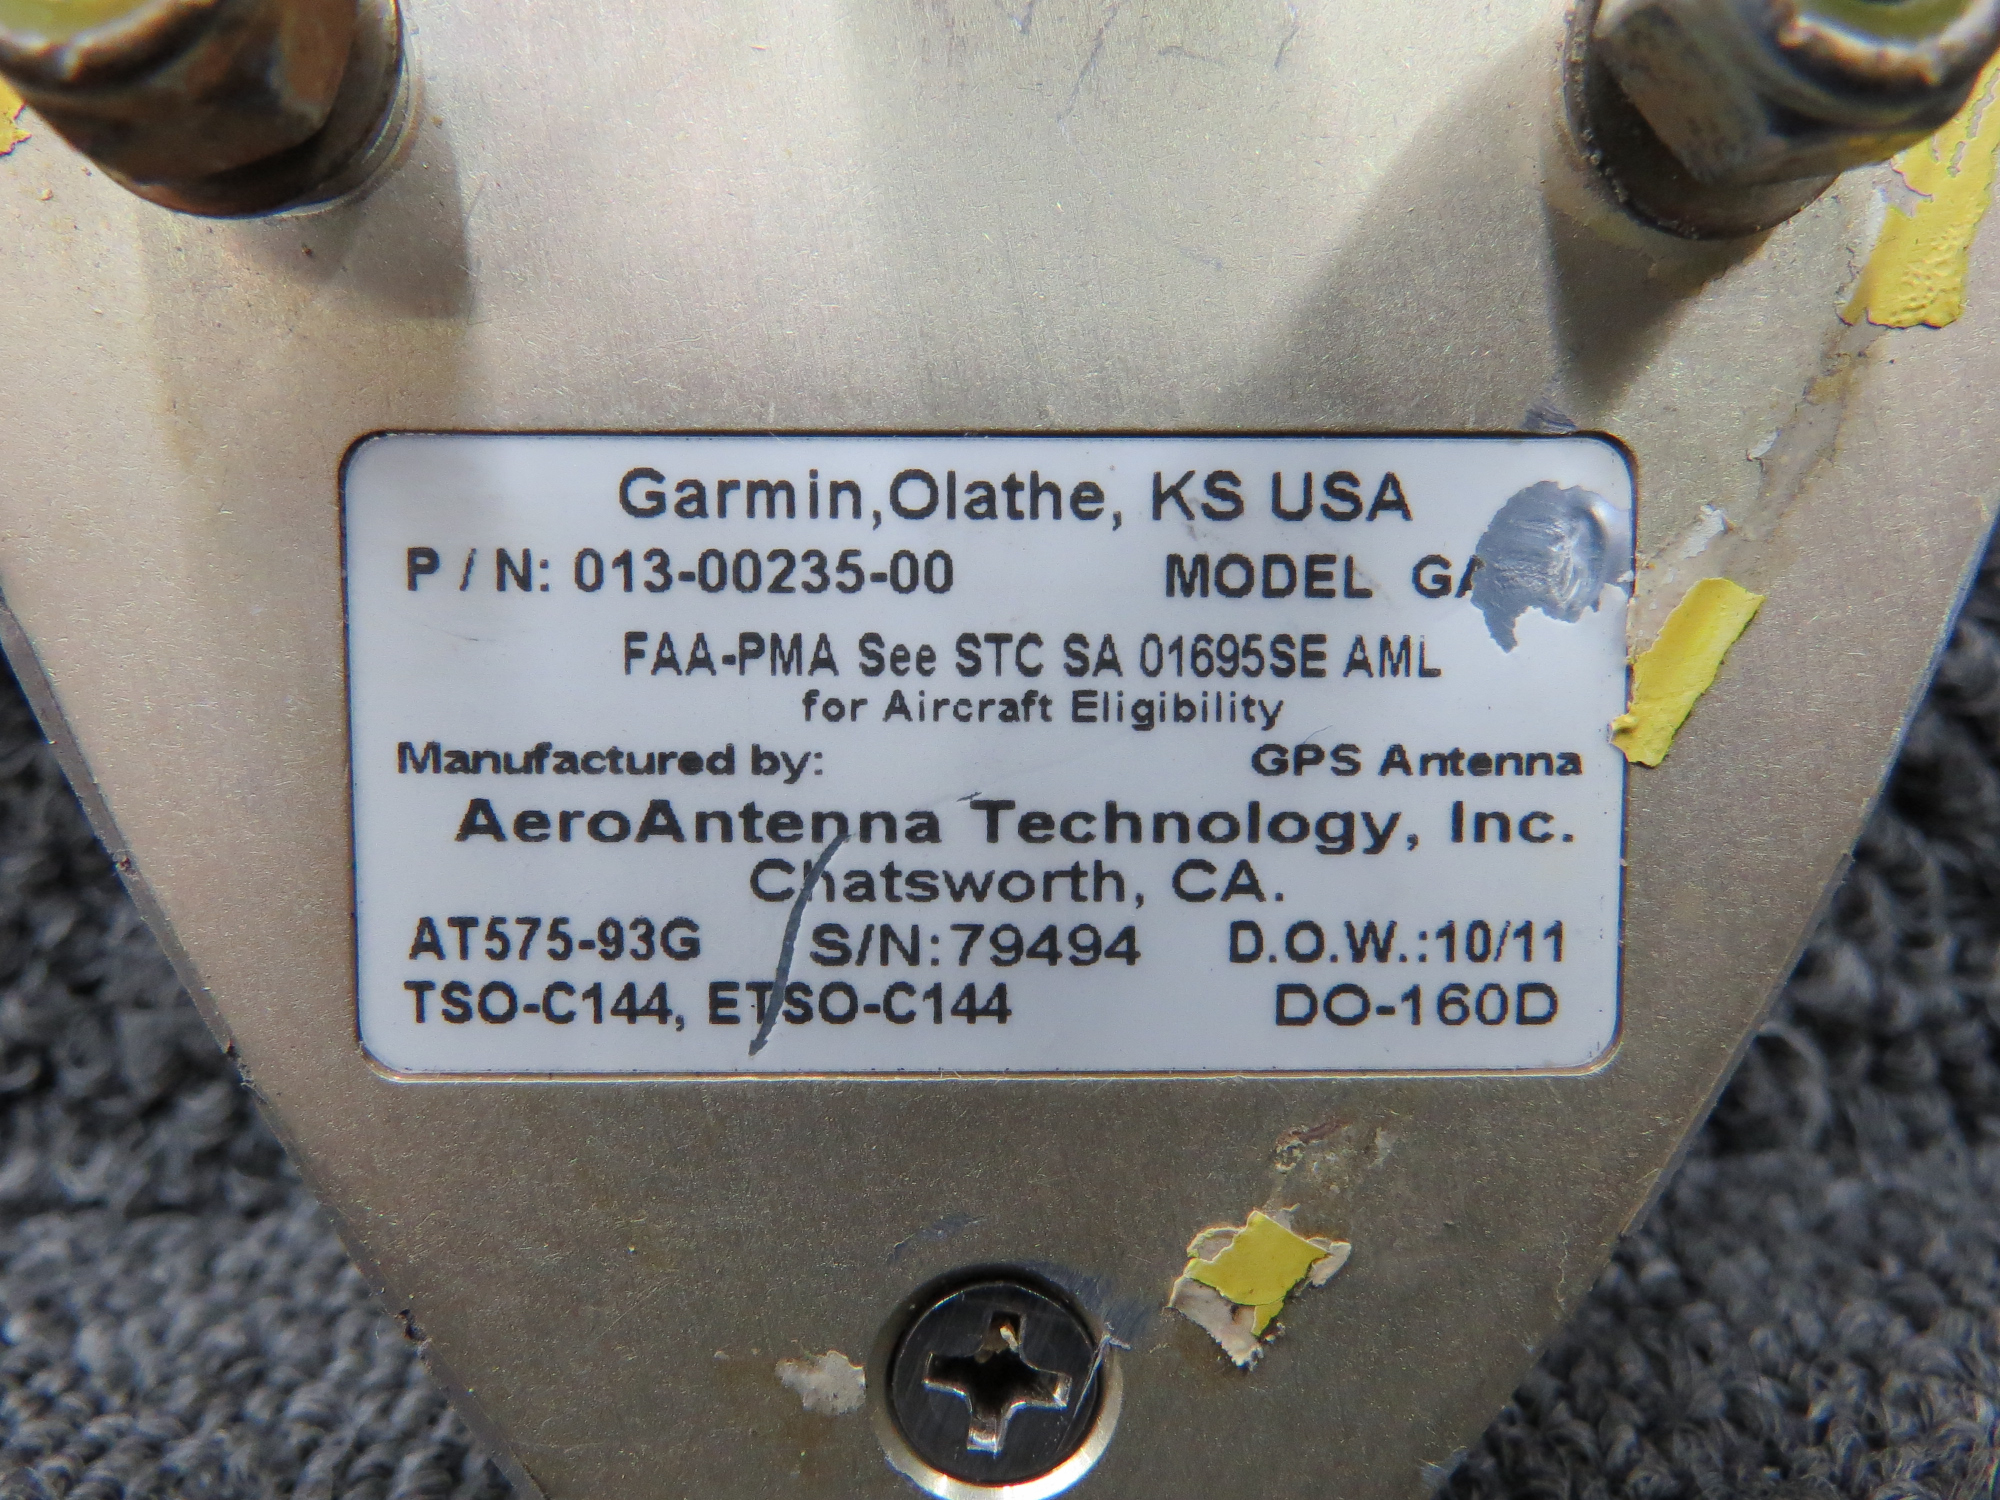 Garmin,Olathe, KS USA
P / N: 013-00235-00 MODEL
FAA-PMA See STC SA 01695SE AML
for Aircraft Eligibility
Manufactured by: GPS Antenna
AeroAntenna Technology, Inc.
Chatsworth, CA.
AT575-93G S/N:79494 D.O.W.:10/11
TSO-C144, ETSO-C144 DO-160D